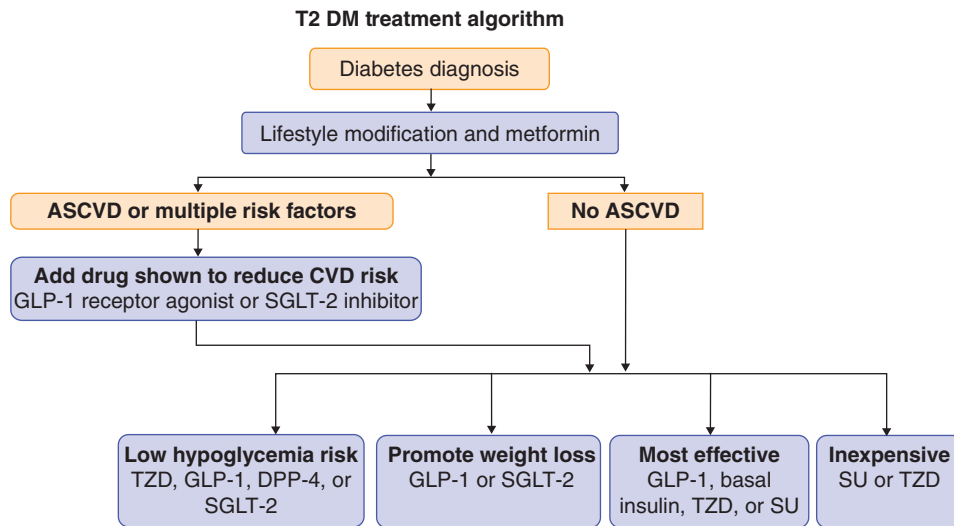 T2 DM treatment algorithm
Diabetes diagnosis
Lifestyle modification and metformin
ASCVD or multiple risk factors
No ASCVD
Add drug shown to reduce CVD risk
GLP-1 receptor agonist or SGLT-2 inhibitor
Low hypoglycemia risk
TZD, GLP-1, DPP-4, or
SGLT-2
Promote weight loss
GLP-1 or SGLT-2
Most effective
GLP-1, basal
insulin, TZD, or SU
Inexpensive
SU or TZD